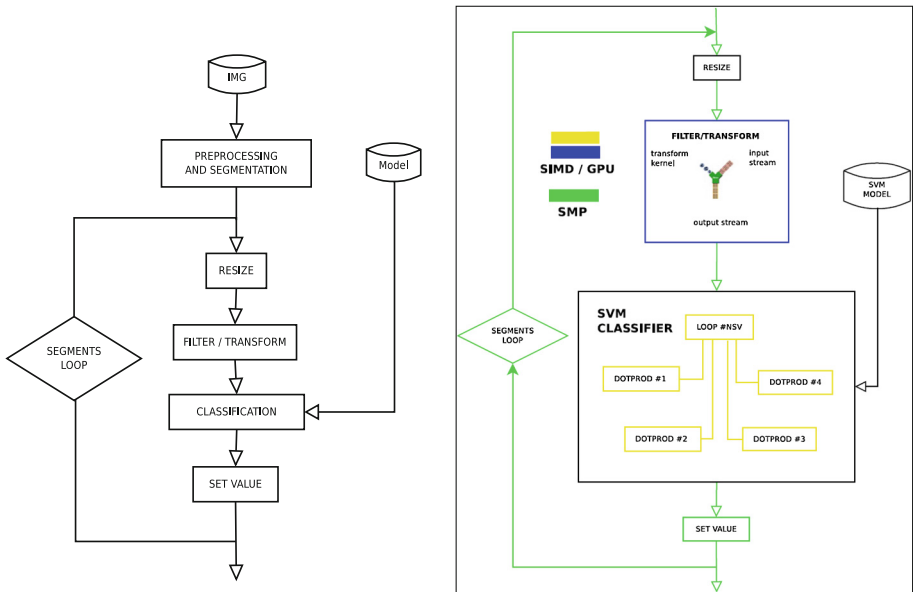 IMG
PREPROCESSING
AND SEGMENTATION
Model
RESIZE
FILTER / TRANSFORM
SEGMENTS
LOOP
CLASSIFICATION
SET VALUE
RESIZE
FILTER/TRANSFORM
transform
kernel
input
stream
output stream
SIMD / GPU
SMP
SVM
MODEL
SEGMENTS
LOOP
SVM
CLASSIFIER
LOOP #NSV
DOTPROD #1
DOTPROD #4
DOTPROD #2
DOTPROD #3
SET VALUE